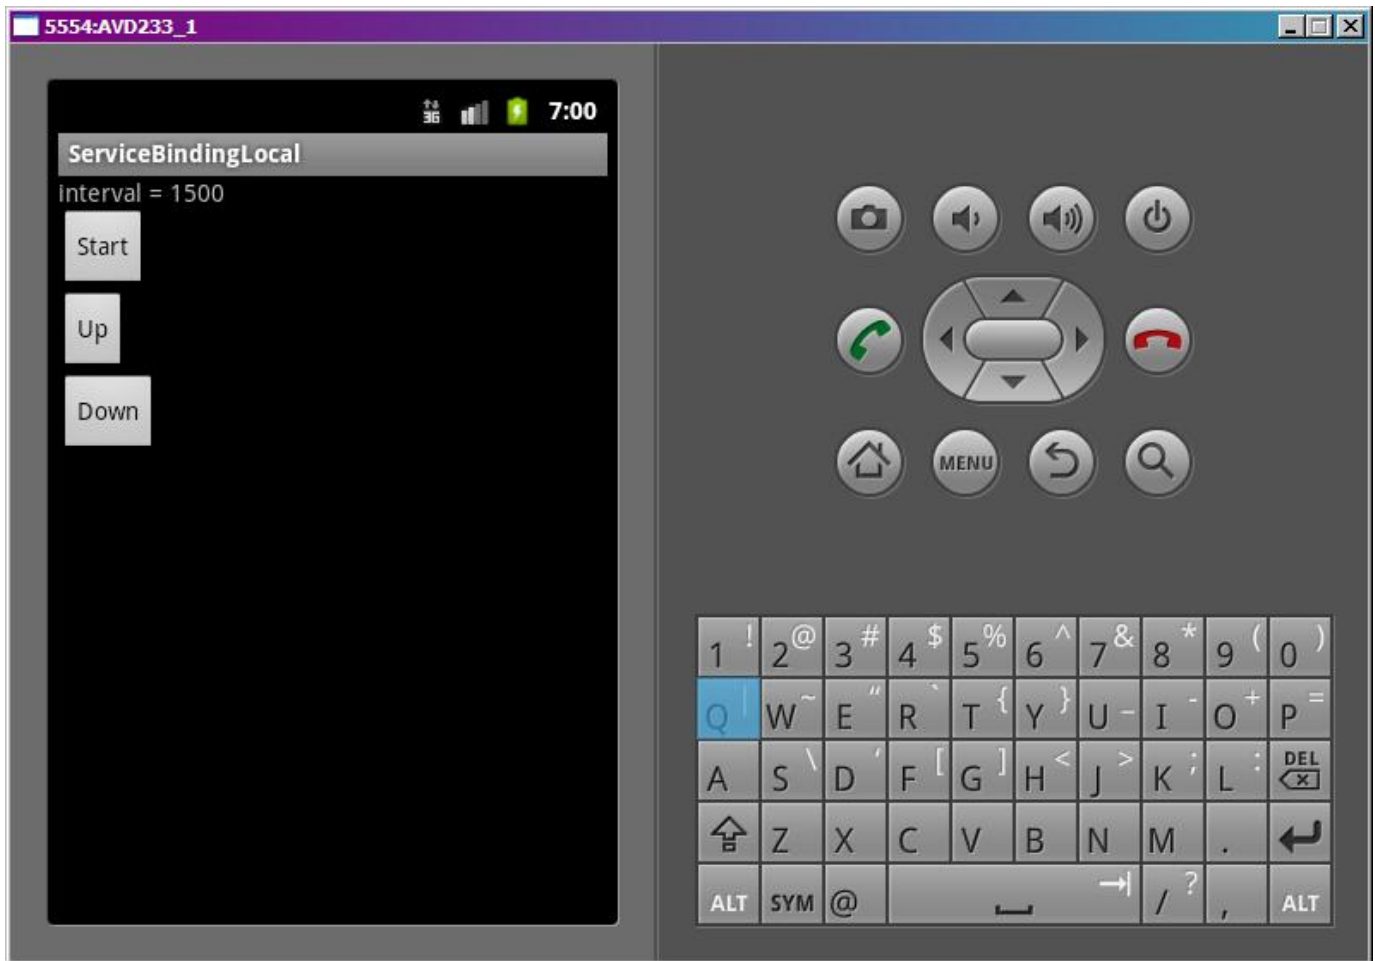 5554:AVD233_1
3G 7:00
ServiceBindingLocal
interval = 1500
Start
Up
Down
MENU
1 ! 2 @ 3 # 4 $ 5 % 6 ^ 7 & 8 * 9 ( 0 )
Q | W ~ E " R ` T { Y } U _ I - O + P =
A S \ D ' F [ G ] H < J > K ; L : DEL
Z X C V B N M .
ALT SYM @ / ? , ALT